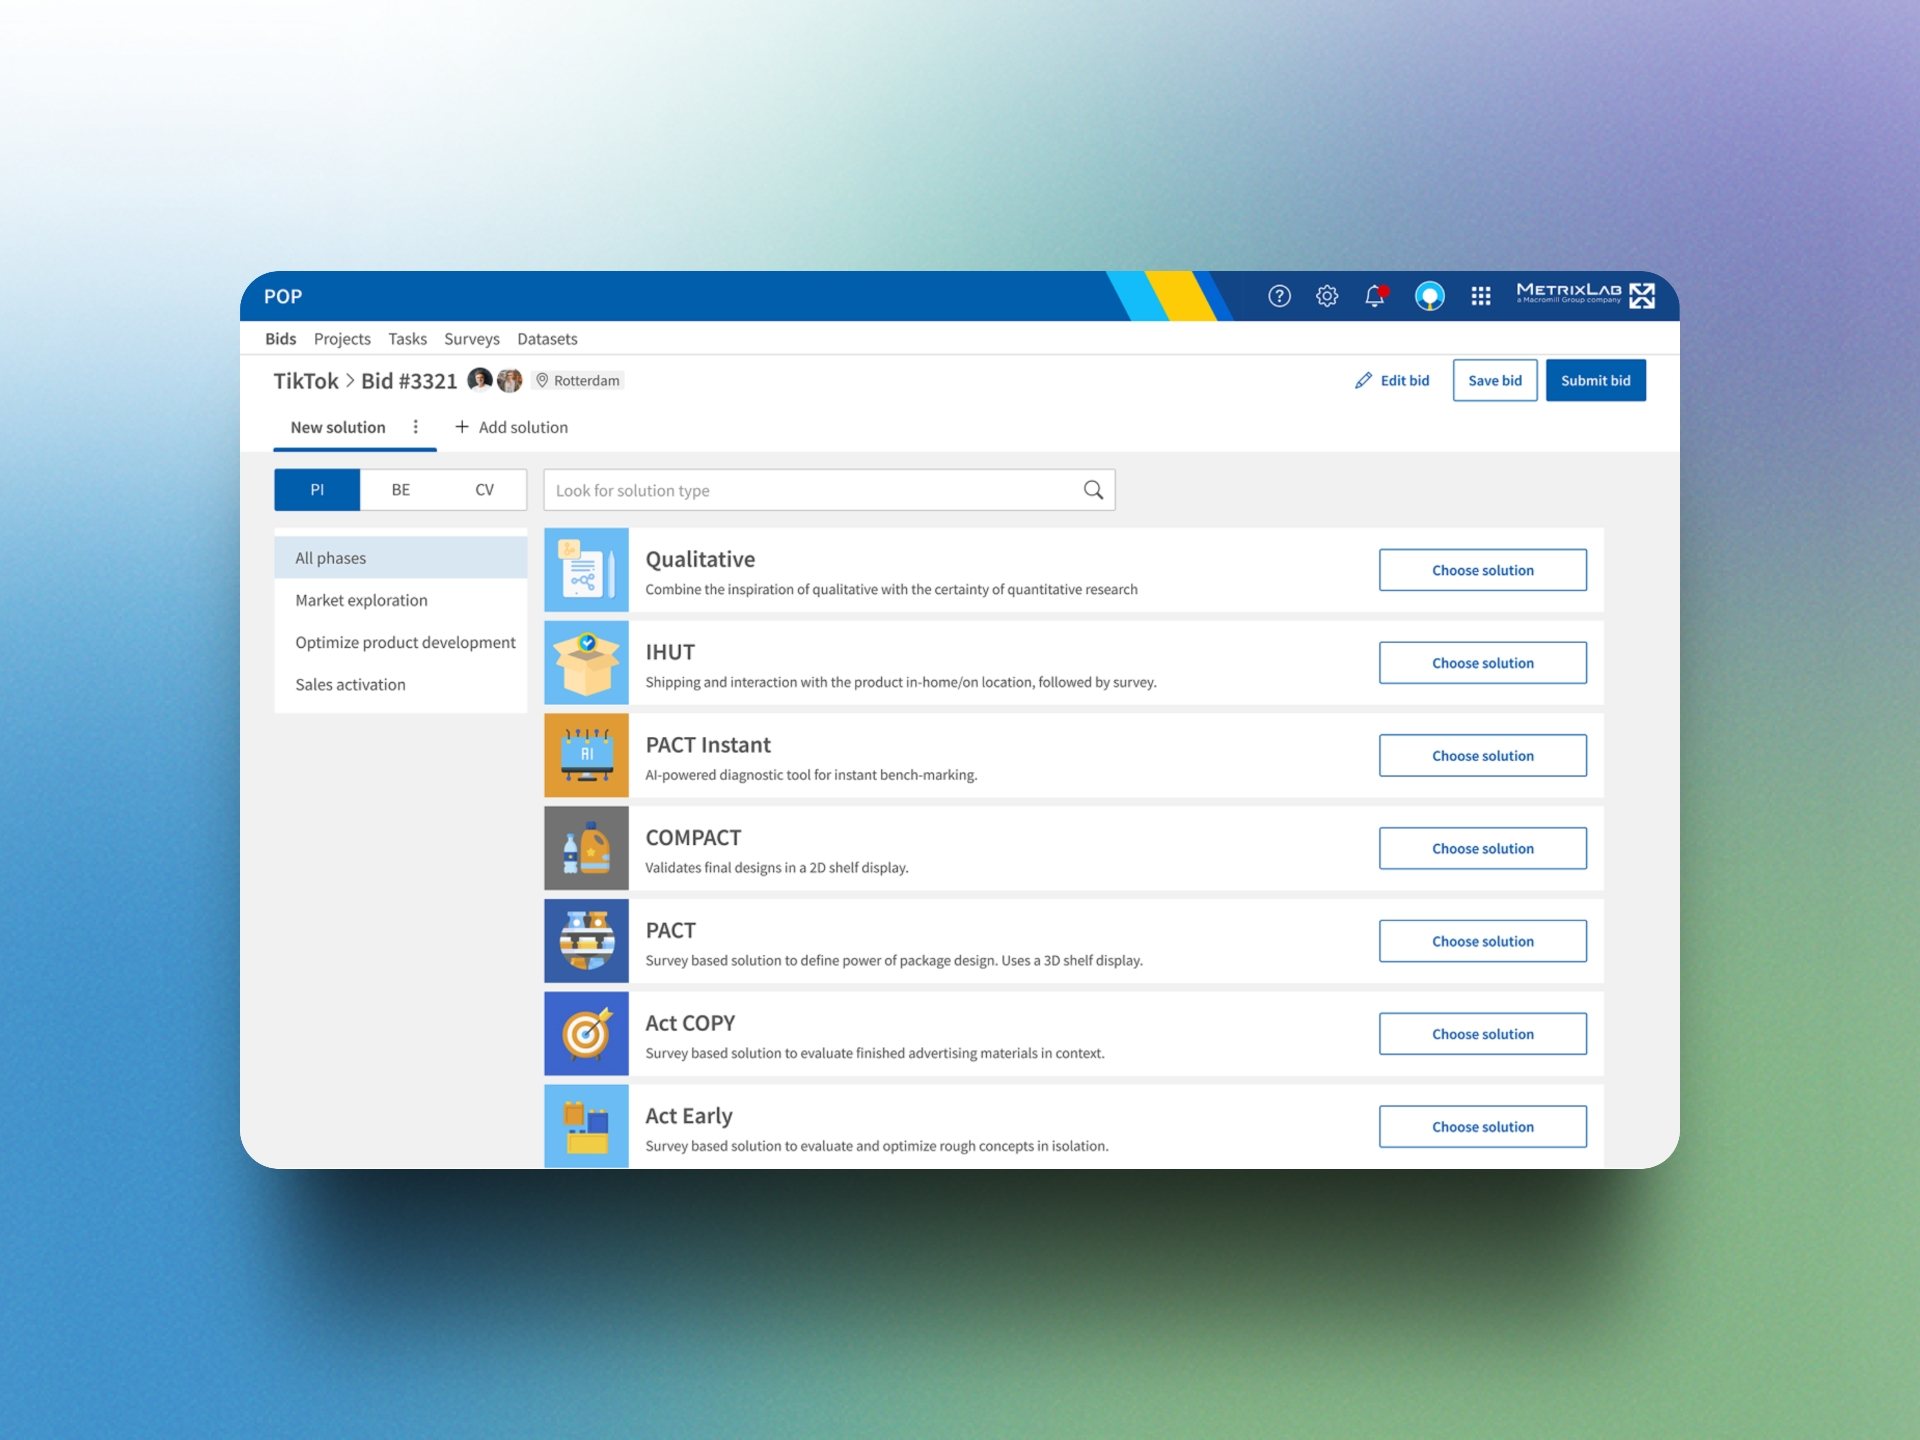 POP
METRIXLAB
a Macromill Group company
Bids Projects Tasks Surveys Datasets
TikTok > Bid #3321 Rotterdam Edit bid Save bid Submit bid
New solution + Add solution
PI BE CV Look for solution type
All phases
Market exploration
Optimize product development
Sales activation
Qualitative
Combine the inspiration of qualitative with the certainty of quantitative research
Choose solution
IHUT
Shipping and interaction with the product in-home/on location, followed by survey.
Choose solution
AI
PACT Instant
AI-powered diagnostic tool for instant bench-marking.
Choose solution
COMPACT
Validates final designs in a 2D shelf display.
Choose solution
PACT
Survey based solution to define power of package design. Uses a 3D shelf display.
Choose solution
Act COPY
Survey based solution to evaluate finished advertising materials in context.
Choose solution
Act Early
Survey based solution to evaluate and optimize rough concepts in isolation.
Choose solution